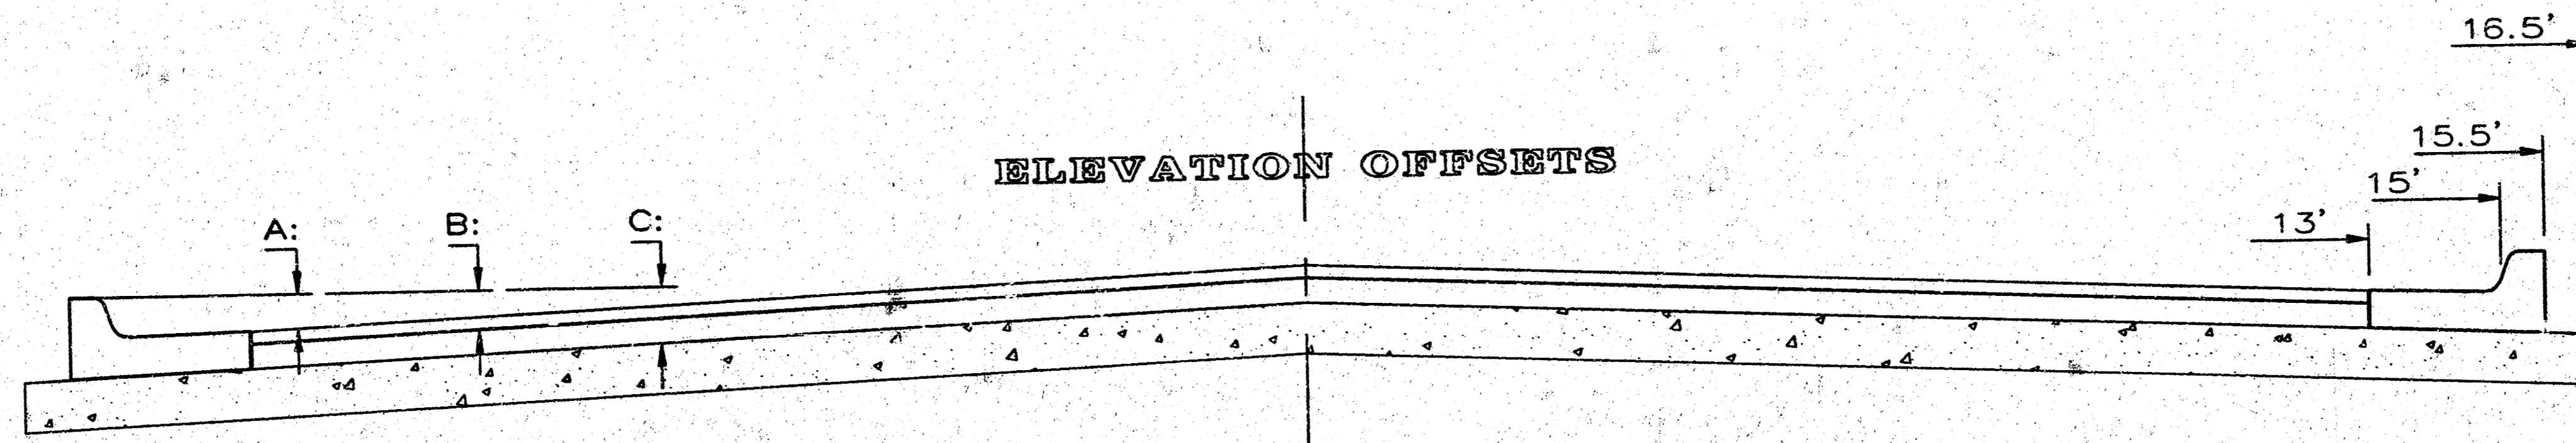 16.5'
15.5'
ELEVATION OFFSETS
15'
A:
B:
C:
13'